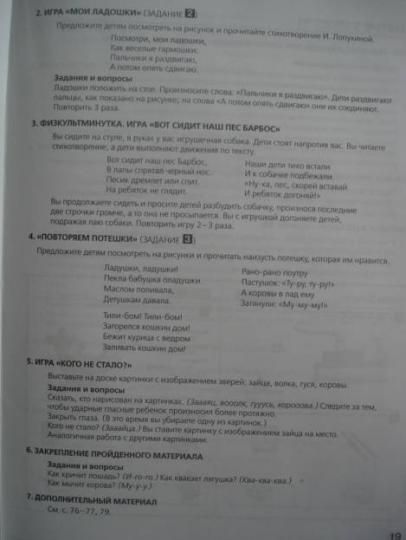 2. ИГРА «МОИ ЛАДОШКИ» (ЗАДАНИЕ 2)
Предложите детям посмотреть на рисунок и прочитайте стихотворение И. Лопухиной.
Посмотри, мои ладошки,
Как веселые гармошки.
Пальчики я раздвигаю,
А потом опять сдвигаю.
Задания и вопросы
Ладошки положить на стол. Произносите слова: «Пальчики я раздвигаю». Дети раздвигают
пальцы, как показано на рисунке; на слова «А потом опять сдвигаю» они их соединяют.
Повторить 3 раза.
3. ФИЗКУЛЬТМИНУТКА. ИГРА «ВОТ СИДИТ НАШ ПЕС БАРБОС»
Вы сидите на стуле, в руках у вас игрушечная собака. Дети стоят напротив вас. Вы читаете
стихотворение, а дети выполняют движения по тексту.
Вот сидит наш пес Барбос,
В лапы спрятал черный нос.
Песик дремлет или спит,
На ребяток не глядит.
Наши дети тихо встали
И к собачке подбежали.
«Ну-ка, пес, скорей вставай
И ребяток догоняй!»
Вы продолжаете сидеть и просите детей разбудить собачку, произнося последние
две строчки громче, а то она не просыпается. Вы с игрушкой догоняете детей,
подражая лаю собаки. Повторить игру 2–3 раза.
4. «ПОВТОРЯЕМ ПОТЕШКИ» (ЗАДАНИЕ 3)
Предложите детям посмотреть на рисунки и прочитать наизусть потешку, которая им нравится.
Ладушки, ладушки!
Пекла бабушка оладушки.
Маслом поливала,
Детушкам давала.
Рано-рано поутру
Пастушок: «Ту-ру, ту-ру!»
А коровы в лад ему
Затянули: «Му-му-му!»
Тили-бом! Тили-бом!
Загорелся кошкин дом!
Бежит курица с ведром
Заливать кошкин дом!
5. ИГРА «КОГО НЕ СТАЛО?»
Выставьте на доске картинки с изображением зверей: зайца, волка, гуся, коровы.
Задания и вопросы
Сказать, кто нарисован на картинках. (Зааяц, вооолк, гууусь, корооова.) Следите за тем,
чтобы ударные гласные ребенок произносил более протяжно.
Закрыть глаза. (В это время вы убираете одну из картинок.)
Кого не стало? (Зааайца.) Вы ставите картинку с изображением зайца на место.
Аналогичная работа с другими картинками.
6. ЗАКРЕПЛЕНИЕ ПРОЙДЕННОГО МАТЕРИАЛА
Задания и вопросы
Как кричит лошадь? (И-го-го.) Как квакает лягушка? (Ква-ква-ква.)
Как мычит корова? (Му-у-у.)
7. ДОПОЛНИТЕЛЬНЫЙ МАТЕРИАЛ
См. с. 76–77, 79.
19